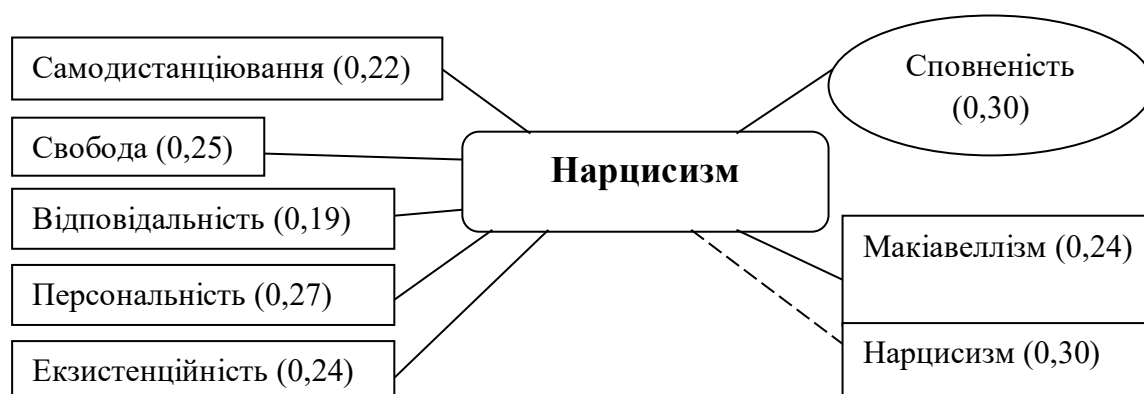 Самодистанціювання (0,22)
Свобода (0,25)
Відповідальність (0,19)
Персональність (0,27)
Екзистенційність (0,24)
Нарцисизм
Сповненість
(0,30)
Макіавеллізм (0,24)
Нарцисизм (0,30)